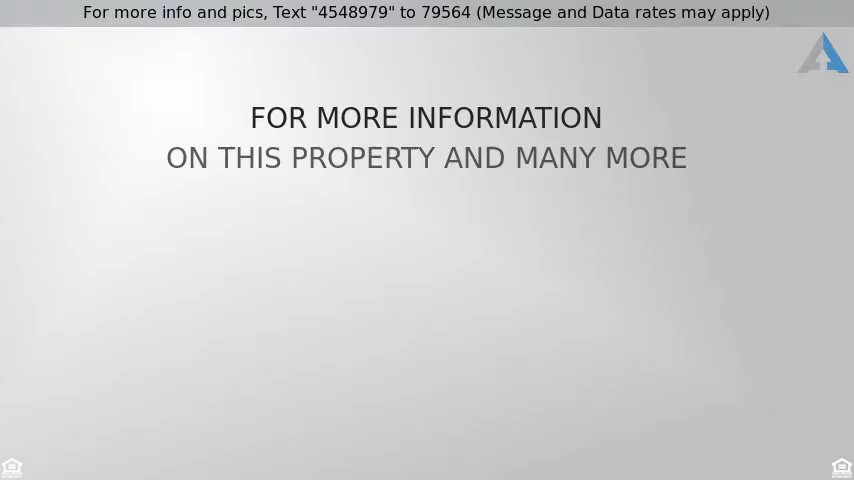 For more info and pics, Text "4548979" to 79564 (Message and Data rates may apply)
FOR MORE INFORMATION
ON THIS PROPERTY AND MANY MORE